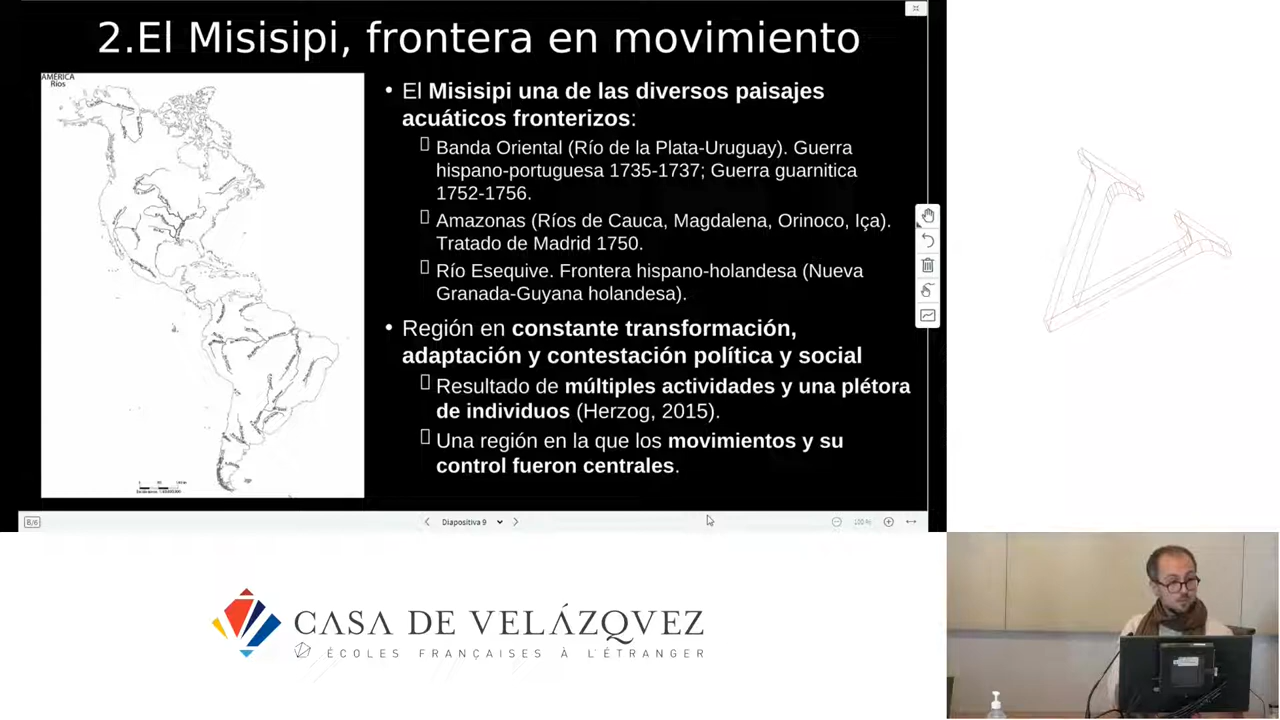 2.El Misisipi, frontera en movimiento
AMÉRICA
Ríos
• El Misisipi una de las diversos paisajes
acuáticos fronterizos:
Banda Oriental (Río de la Plata-Uruguay). Guerra
hispano-portuguesa 1735-1737; Guerra guarnitica
1752-1756.
Amazonas (Ríos de Cauca, Magdalena, Orinoco, Iça).
Tratado de Madrid 1750.
Río Esequive. Frontera hispano-holandesa (Nueva
Granada-Guyana holandesa).
• Región en constante transformación,
adaptación y contestación política y social
Resultado de múltiples actividades y una plétora
de individuos (Herzog, 2015).
Una región en la que los movimientos y su
control fueron centrales.
Diapositiva 9
CASA DE VELÁZQVEZ
ÉCOLES FRANÇAISES À L'ÉTRANGER